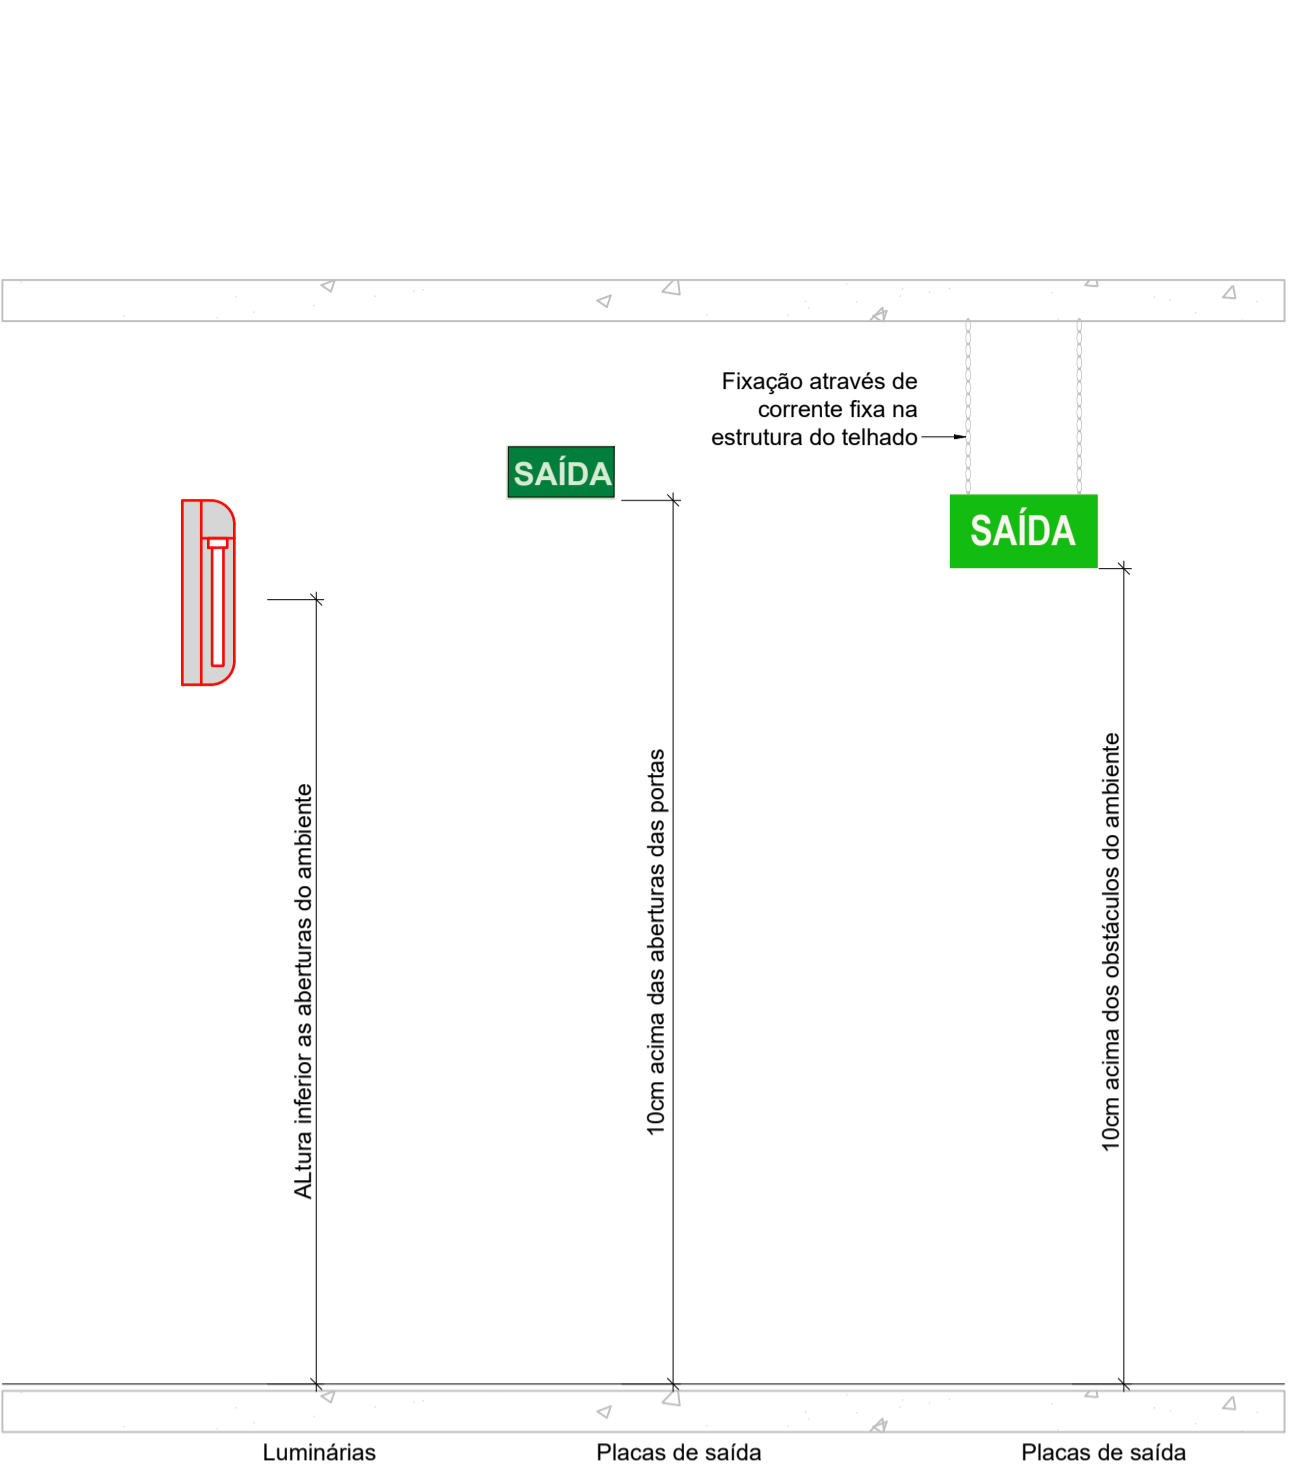 Fixação através de
corrente fixa na
estrutura do telhado
SAÍDA
SAÍDA
ALtura inferior as aberturas do ambiente
10cm acima das aberturas das portas
10cm acima dos obstáculos do ambiente
Luminárias
Placas de saída
Placas de saída